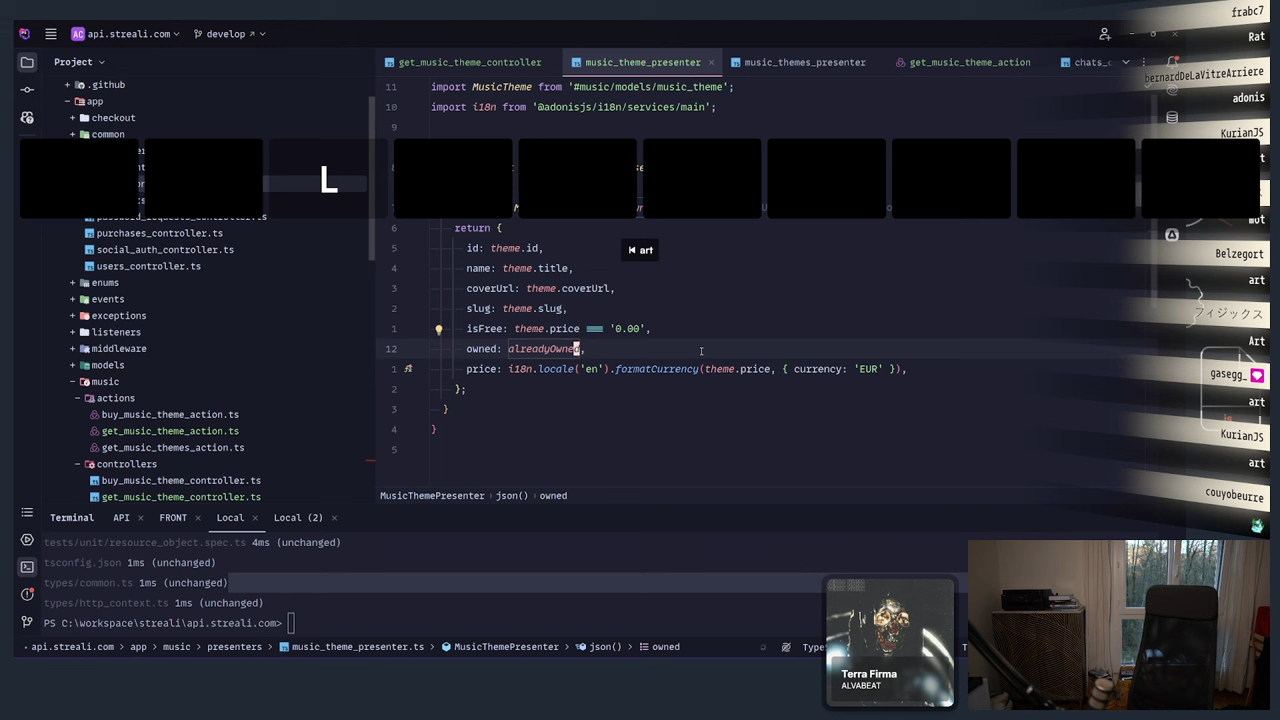 AC api.streali.com develop
frabc7
Rat
bernardDeLaVitreArriere
adonis
KurianJS
mot
Belzegort
art
フィジックス
Art
gasegg_
art
KurianJS
art
couyobeurre
Project
.github
app
checkout
common
purchases_controller.ts
social_auth_controller.ts
users_controller.ts
enums
events
exceptions
listeners
middleware
models
music
actions
buy_music_theme_action.ts
get_music_theme_action.ts
get_music_themes_action.ts
controllers
buy_music_theme_controller.ts
get_music_theme_controller.ts
get_music_theme_controller music_theme_presenter music_themes_presenter get_music_theme_action chats_
11 import MusicTheme from '#music/models/music_theme';
10 import i18n from '@adonisjs/i18n/services/main';
9
L
art
6 return {
5 id: theme.id,
4 name: theme.title,
3 coverUrl: theme.coverUrl,
2 slug: theme.slug,
1 isFree: theme.price === '0.00',
12 owned: alreadyOwned,
1 price: i18n.locale('en').formatCurrency(theme.price, { currency: 'EUR' }),
2 };
3 }
4 }
5
MusicThemePresenter json() owned
Terminal API FRONT Local Local (2)
tests/unit/resource_object.spec.ts 4ms (unchanged)
tsconfig.json 1ms (unchanged)
types/common.ts 1ms (unchanged)
types/http_context.ts 1ms (unchanged)
PS C:\workspace\streali\api.streali.com>
api.streali.com app music presenters music_theme_presenter.ts MusicThemePresenter json() owned
Terra Firma
ALVABEAT